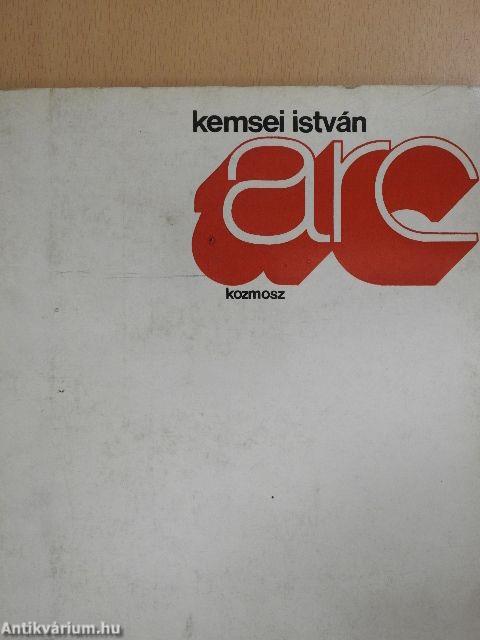 kemsei istván
arc
kozmosz
Antikvárium.hu